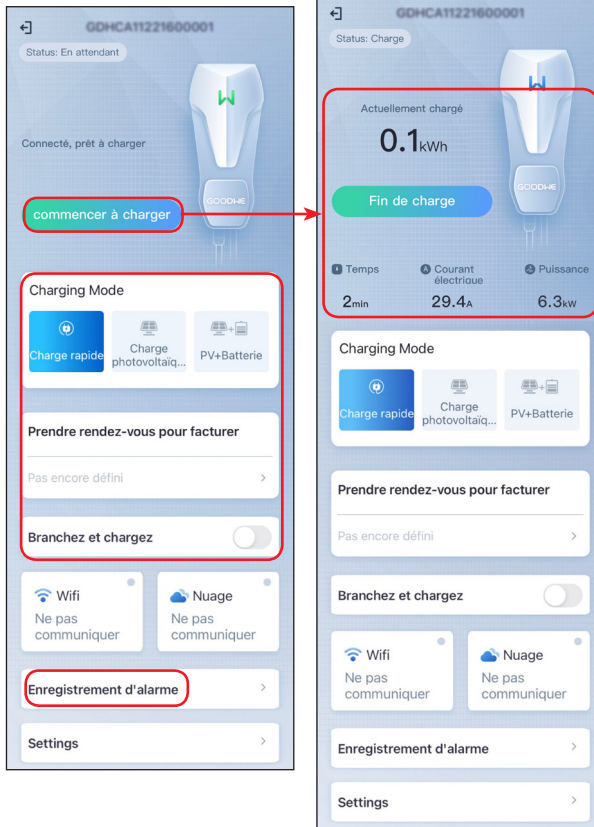 GDHCA11221600001
Status: En attendant
Connecté, prêt à charger
GOODWE
commencer à charger
Charging Mode
Charge rapide
Charge
photovoltaïq...
PV+Batterie
Prendre rendez-vous pour facturer
Pas encore défini
Branchez et chargez
Wifi
Ne pas
communiquer
Nuage
Ne pas
communiquer
Enregistrement d'alarme
Settings
GDHCA11221600001
Status: Charge
Actuellement chargé
0.1kWh
GOODWE
Fin de charge
Temps
Courant
électrique
Puissance
2min
29.4A
6.3kW
Charging Mode
Charge rapide
Charge
photovoltaïq...
PV+Batterie
Prendre rendez-vous pour facturer
Pas encore défini
Branchez et chargez
Wifi
Ne pas
communiquer
Nuage
Ne pas
communiquer
Enregistrement d'alarme
Settings